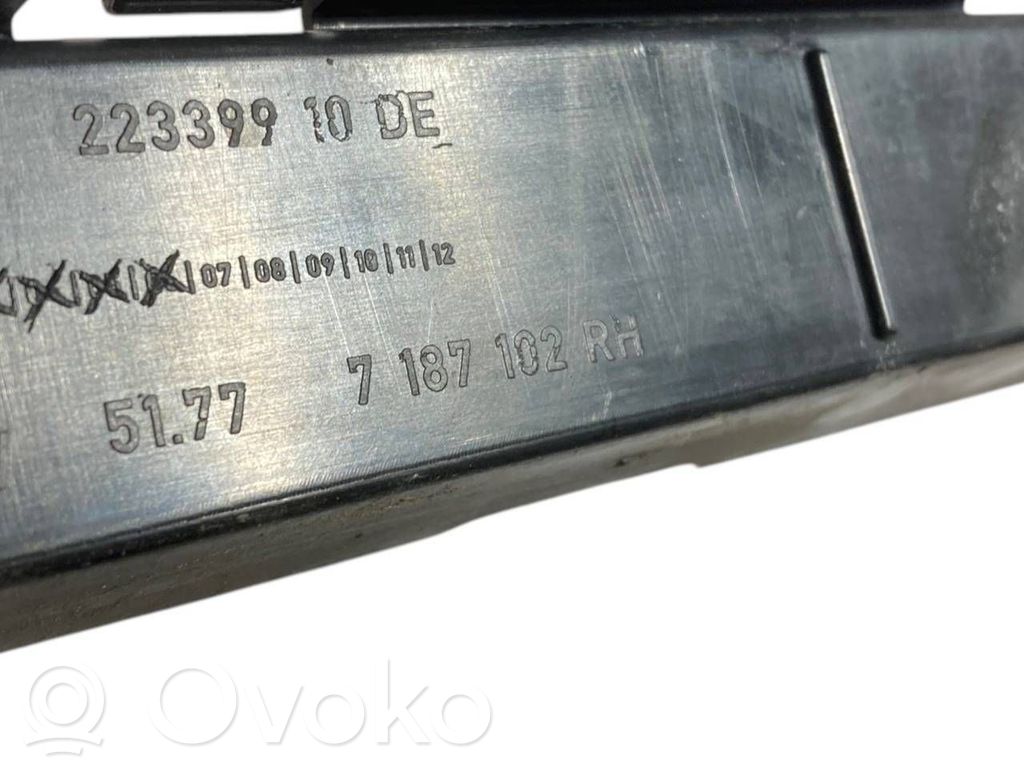 223399 10 DE
07|08|09|10|11|12
51.77 7 187 102 RH
Ovoko